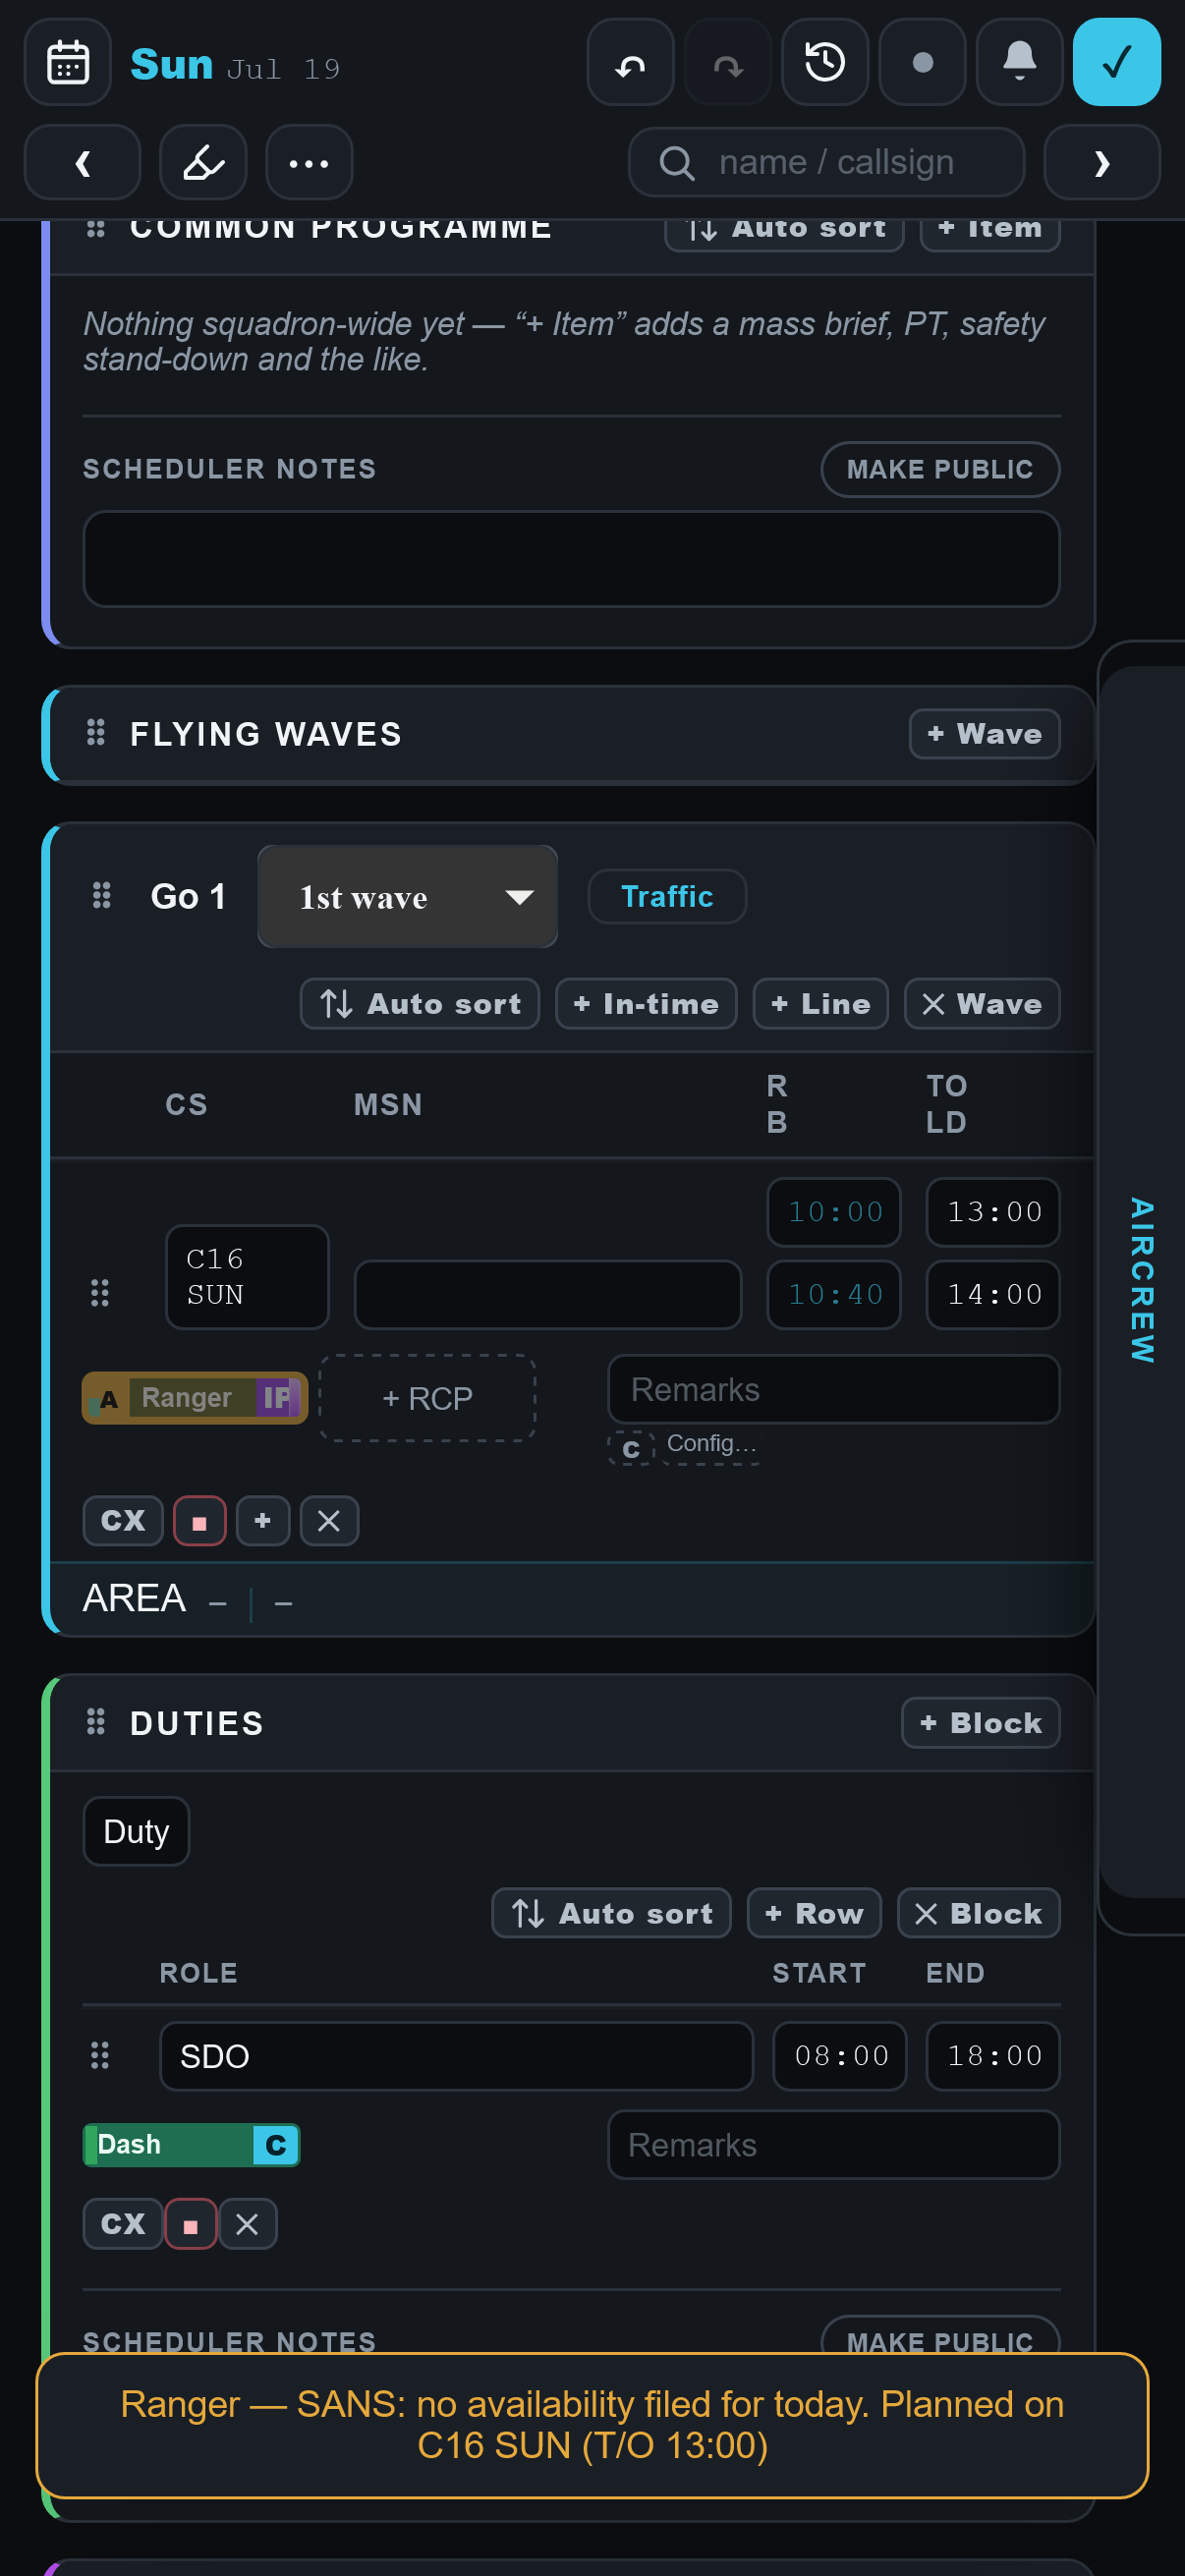 Sun Jul 19
name / callsign
COMMON PROGRAMME
Auto sort
+ Item
Nothing squadron-wide yet — “+ Item” adds a mass brief, PT, safety
stand-down and the like.
SCHEDULER NOTES
MAKE PUBLIC
FLYING WAVES
+ Wave
Go 1
1st wave
Traffic
Auto sort
+ In-time
+ Line
× Wave
CS
MSN
R
B
TO
LD
10:00
13:00
C16
SUN
10:40
14:00
A Ranger IP
+ RCP
Remarks
C
Config…
CX
+
×
AREA – | –
AIRCREW
DUTIES
+ Block
Duty
Auto sort
+ Row
× Block
ROLE
START
END
SDO
08:00
18:00
Dash C
Remarks
CX
×
SCHEDULER NOTES
MAKE PUBLIC
Ranger — SANS: no availability filed for today. Planned on
C16 SUN (T/O 13:00)